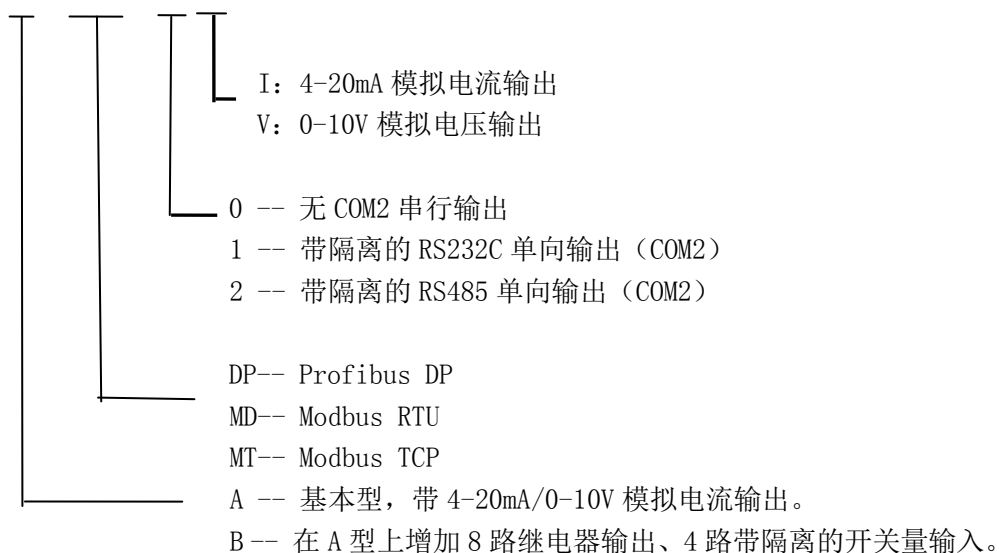 I：4-20mA 模拟电流输出
V：0-10V 模拟电压输出
0 -- 无 COM2 串行输出
1 -- 带隔离的 RS232C 单向输出（COM2）
2 -- 带隔离的 RS485 单向输出（COM2）
DP-- Profibus DP
MD-- Modbus RTU
MT-- Modbus TCP
A -- 基本型，带 4-20mA/0-10V 模拟电流输出。
B -- 在 A 型上增加 8 路继电器输出、4 路带隔离的开关量输入。